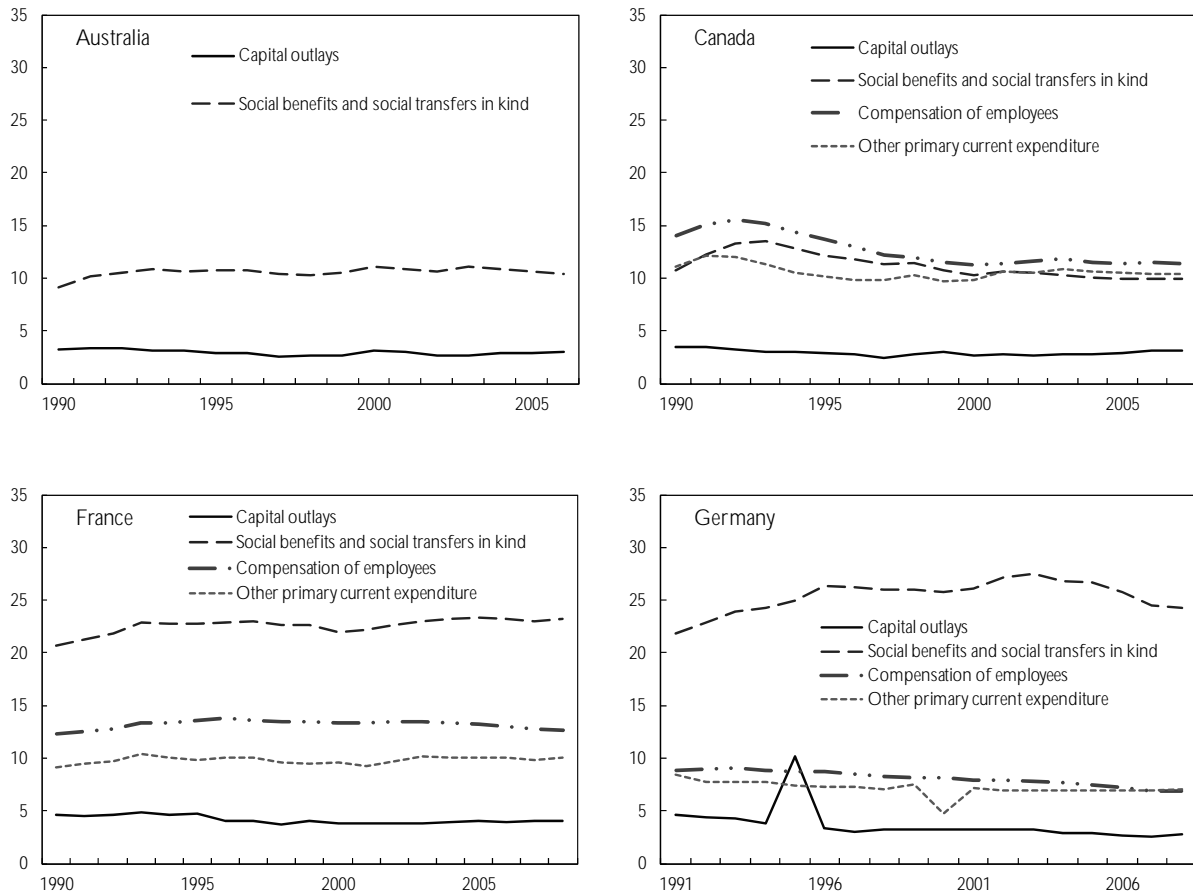 Australia
Capital outlays
Social benefits and social transfers in kind
35
30
25
20
15
10
5
0
1990 1995 2000 2005
Canada
Capital outlays
Social benefits and social transfers in kind
Compensation of employees
Other primary current expenditure
35
30
25
20
15
10
5
0
1990 1995 2000 2005
France
Capital outlays
Social benefits and social transfers in kind
Compensation of employees
Other primary current expenditure
35
30
25
20
15
10
5
0
1990 1995 2000 2005
Germany
Capital outlays
Social benefits and social transfers in kind
Compensation of employees
Other primary current expenditure
35
30
25
20
15
10
5
0
1991 1996 2001 2006